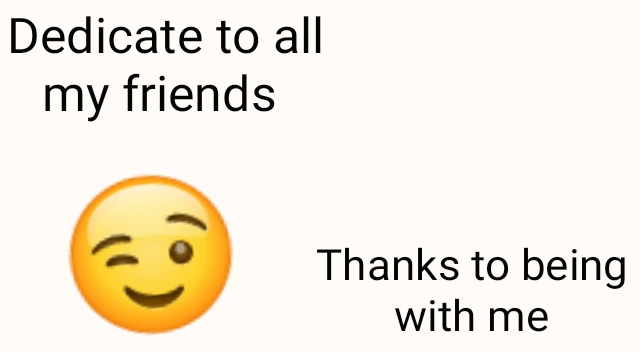 Dedicate to all
my friends
Thanks to being
with me